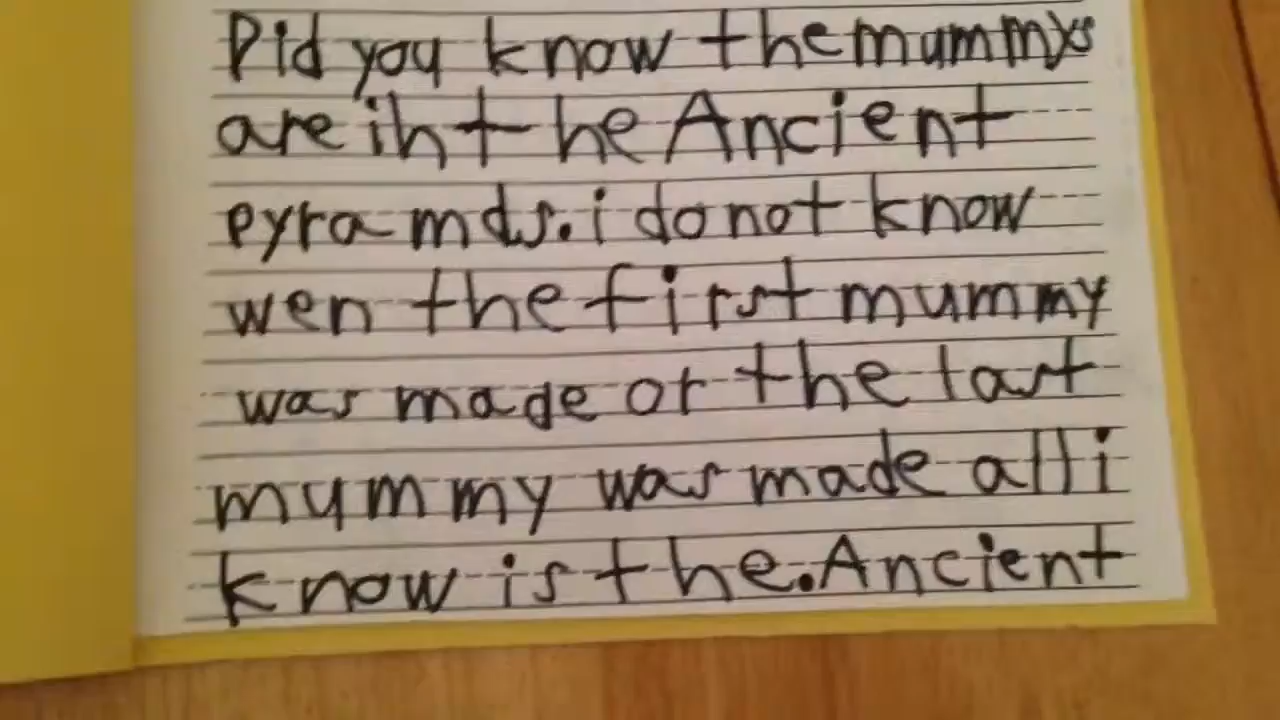 Did you know the mummys
are in the Ancient
pyramds. i do not know
wen the first mummy
was made or the last
mummy was made all i
know is the. Ancient